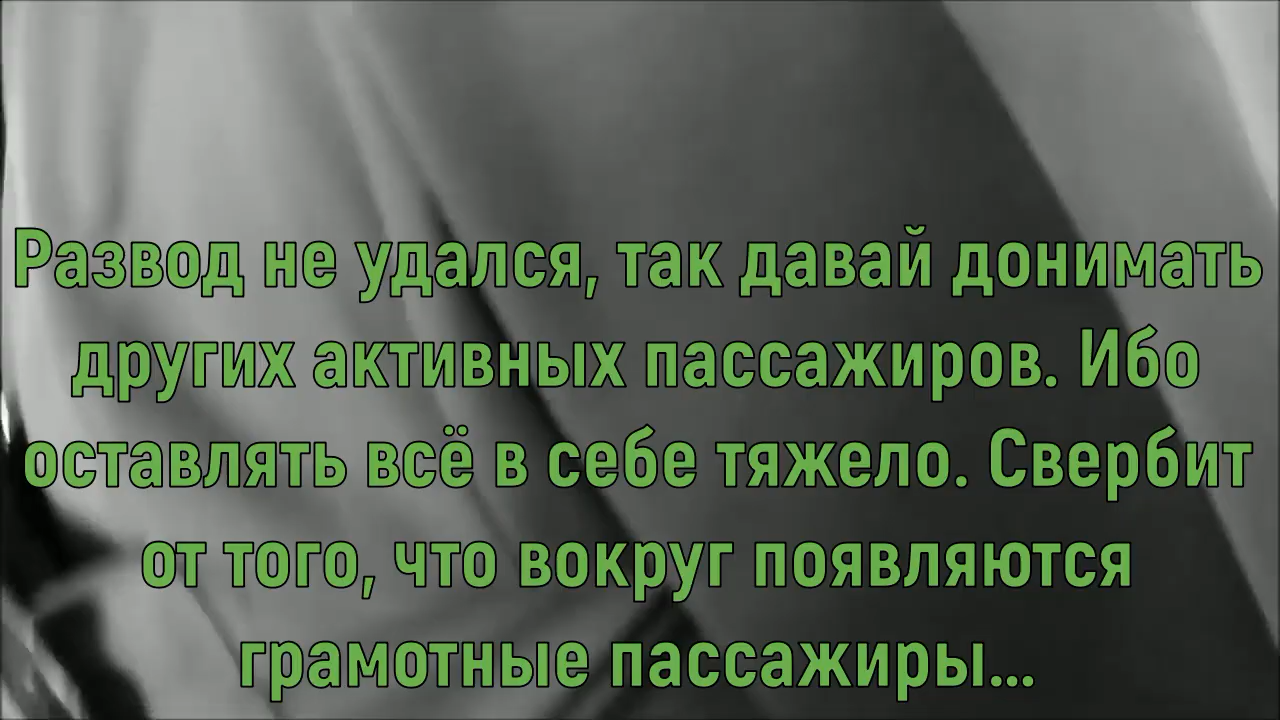 Развод не удался, так давай донимать
других активных пассажиров. Ибо
оставлять всё в себе тяжело. Свербит
от того, что вокруг появляются
грамотные пассажиры...